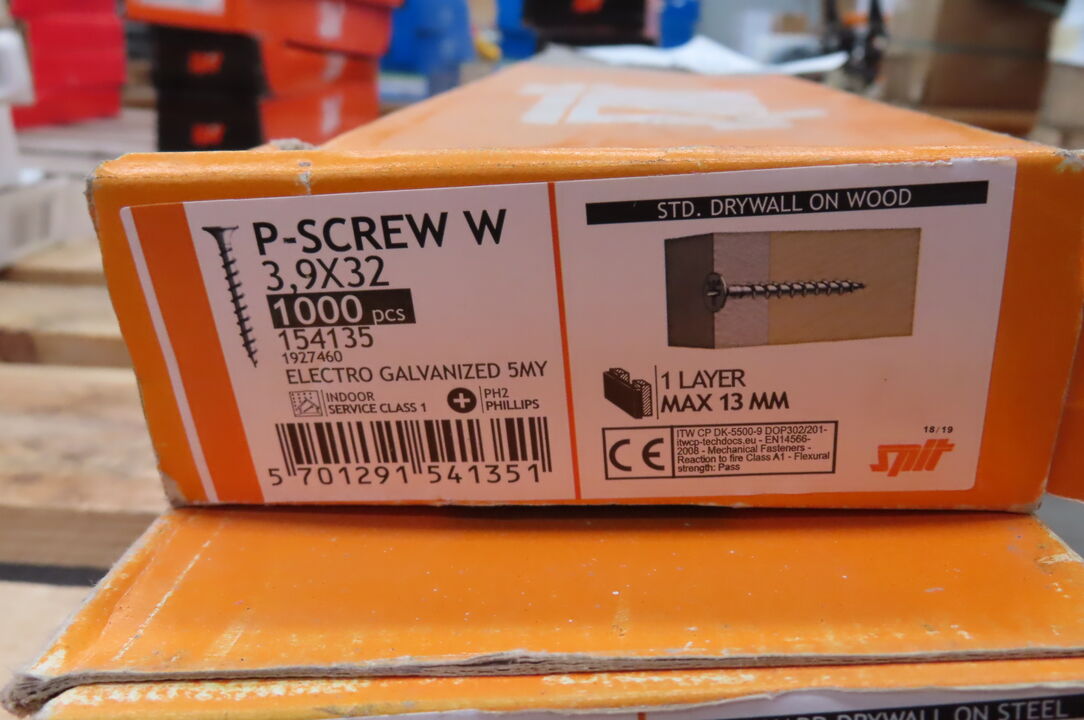 P-SCREW W
3,9X32
1000 pcs
154135
1927460
ELECTRO GALVANIZED 5MY
INDOOR
SERVICE CLASS 1
PH2
PHILLIPS
5 701291 541351
STD. DRYWALL ON WOOD
1 LAYER
MAX 13 MM
CE
ITW CP DK-5500-9 DOP302/201-
itwcp-techdocs.eu - EN14566-
2008 - Mechanical Fasteners -
Reaction to fire Class A1 - Flexural
strength: Pass
18/19
spit
DRYWALL ON STEEL